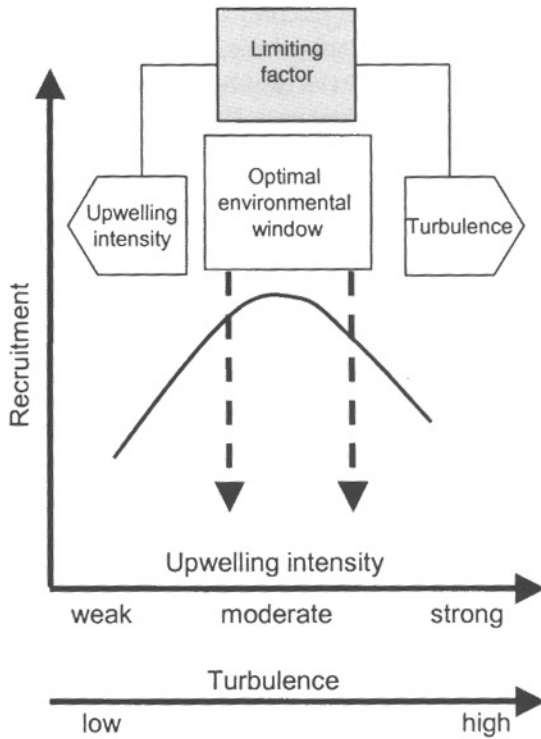 Limiting
factor
Upwelling
intensity
Optimal
environmental
window
Turbulence
Recruitment
Upwelling intensity
weak moderate strong
Turbulence
low high